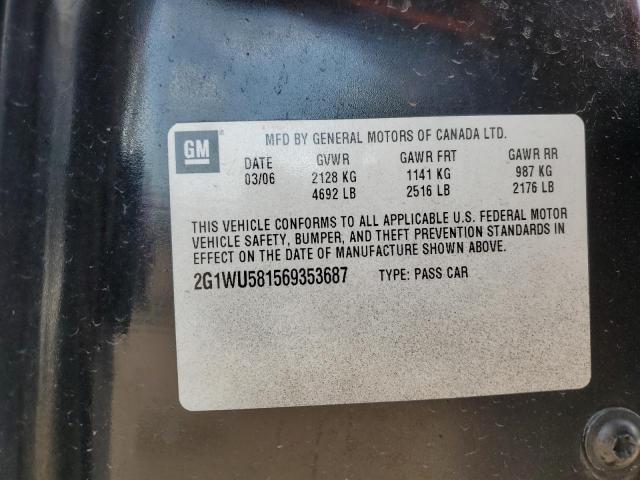 GM
MFD BY GENERAL MOTORS OF CANADA LTD.
DATE GVWR GAWR FRT GAWR RR
03/06 2128 KG 1141 KG 987 KG
4692 LB 2516 LB 2176 LB
THIS VEHICLE CONFORMS TO ALL APPLICABLE U.S. FEDERAL MOTOR
VEHICLE SAFETY, BUMPER, AND THEFT PREVENTION STANDARDS IN
EFFECT ON THE DATE OF MANUFACTURE SHOWN ABOVE.
2G1WU581569353687 TYPE: PASS CAR